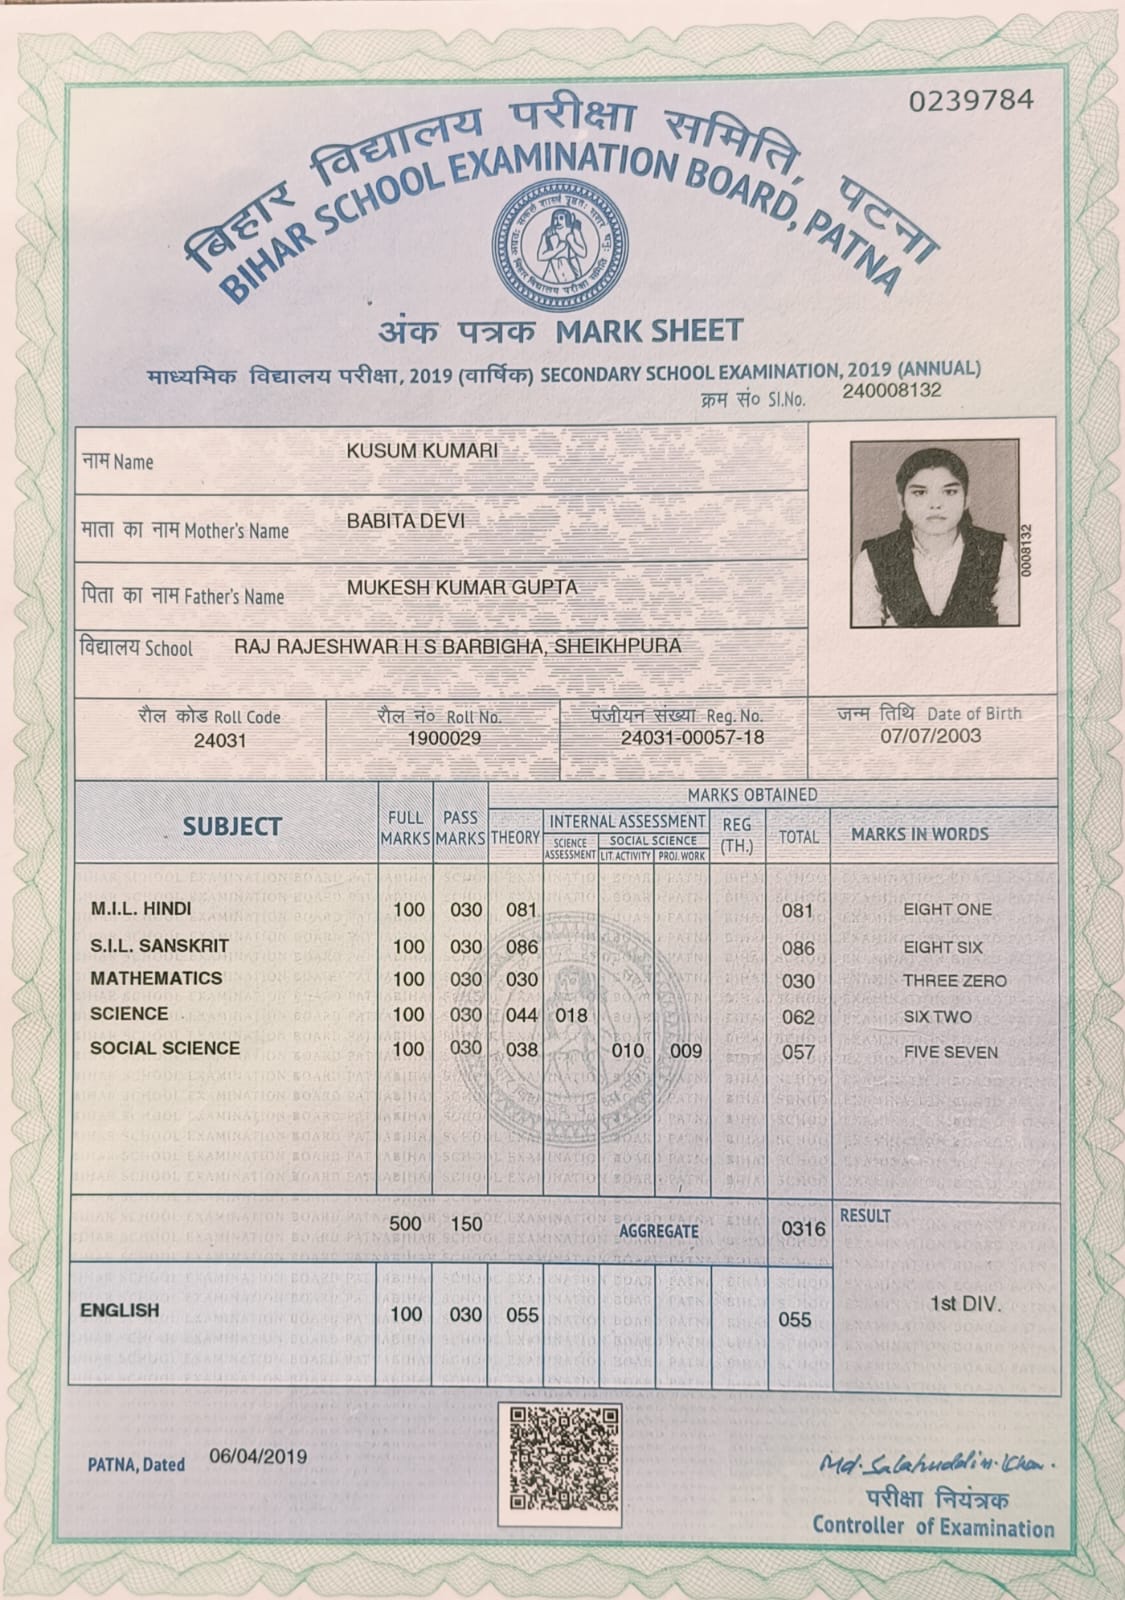 0239784
बिहार विद्यालय परीक्षा समिति, पटना
BIHAR SCHOOL EXAMINATION BOARD, PATNA
अंक पत्रक MARK SHEET
माध्यमिक विद्यालय परीक्षा, 2019 (वार्षिक) SECONDARY SCHOOL EXAMINATION, 2019 (ANNUAL)
क्रम सं० Sl.No. 240008132
नाम Name KUSUM KUMARI
माता का नाम Mother's Name BABITA DEVI
0008132
पिता का नाम Father's Name MUKESH KUMAR GUPTA
विद्यालय School RAJ RAJESHWAR H S BARBIGHA, SHEIKHPURA
रौल कोड Roll Code रौल नं० Roll No. पंजीयन संख्या Reg. No. जन्म तिथि Date of Birth
24031 1900029 24031-00057-18 07/07/2003
SUBJECT FULL MARKS PASS MARKS MARKS OBTAINED
THEORY INTERNAL ASSESSMENT REG (TH.) TOTAL MARKS IN WORDS
SCIENCE ASSESSMENT SOCIAL SCIENCE
LIT.ACTIVITY PROJ.WORK
M.I.L. HINDI 100 030 081 081 EIGHT ONE
S.I.L. SANSKRIT 100 030 086 086 EIGHT SIX
MATHEMATICS 100 030 030 030 THREE ZERO
SCIENCE 100 030 044 018 062 SIX TWO
SOCIAL SCIENCE 100 030 038 010 009 057 FIVE SEVEN
500 150 AGGREGATE 0316 RESULT
ENGLISH 100 030 055 055 1st DIV.
PATNA, Dated 06/04/2019
Md. Salahuddin Khan.
परीक्षा नियंत्रक
Controller of Examination